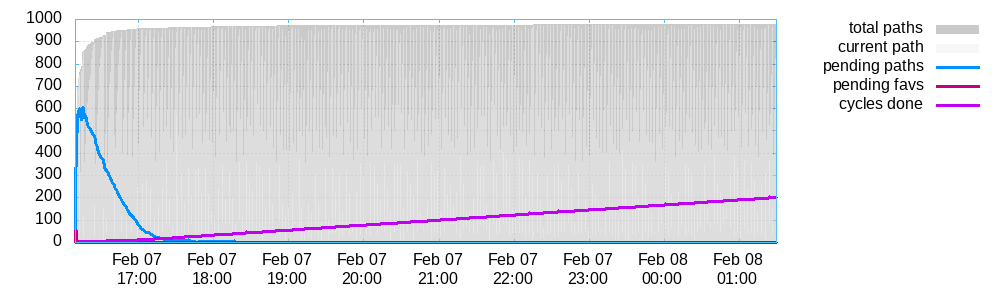 1000
900
800
700
600
500
400
300
200
100
0
Feb 07 Feb 07 Feb 07 Feb 07 Feb 07 Feb 07 Feb 07 Feb 08 Feb 08
17:00 18:00 19:00 20:00 21:00 22:00 23:00 00:00 01:00
total paths
current path
pending paths
pending favs
cycles done